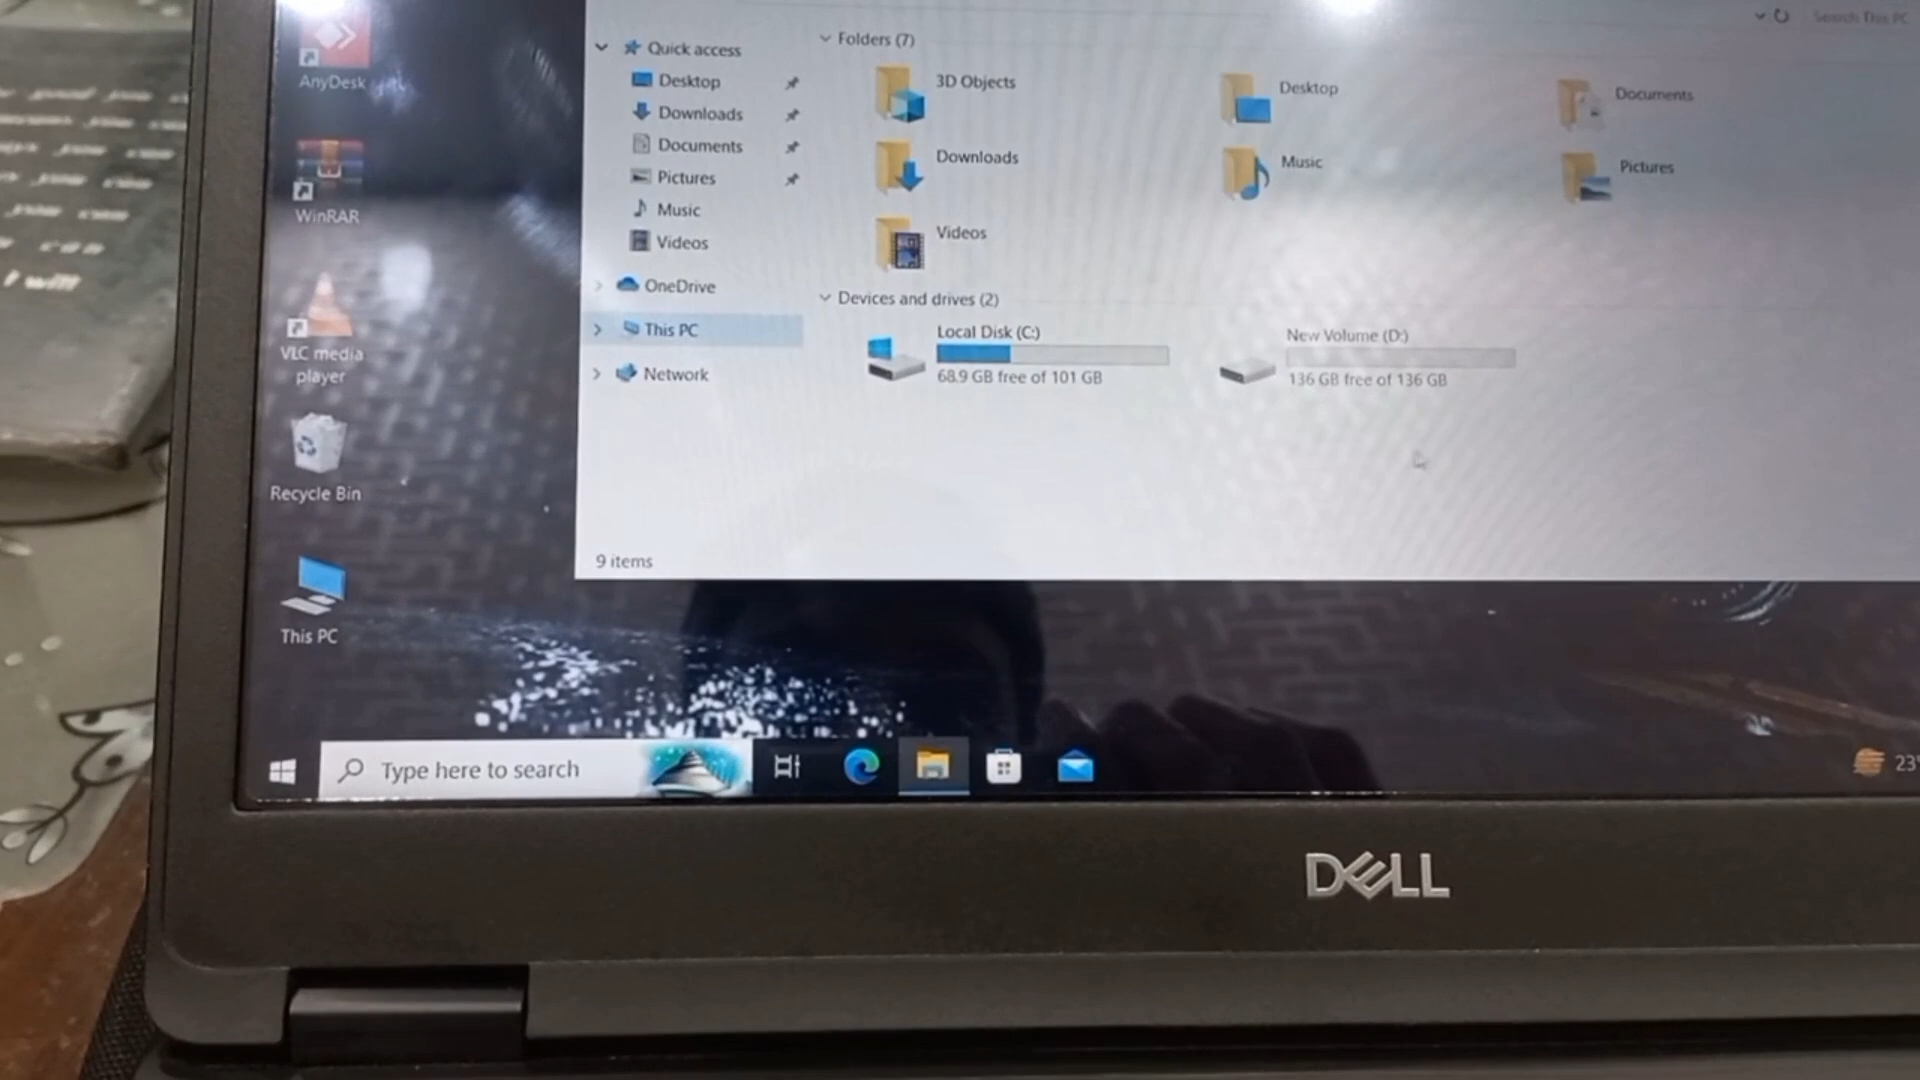 AnyDesk
WinRAR
VLC media
player
Recycle Bin
This PC
Quick access
Desktop
Downloads
Documents
Pictures
Music
Videos
OneDrive
This PC
Network
9 items
Search This PC
Folders (7)
3D Objects
Desktop
Documents
Downloads
Music
Pictures
Videos
Devices and drives (2)
Local Disk (C:)
68.9 GB free of 101 GB
New Volume (D:)
136 GB free of 136 GB
Type here to search
23°
DELL
I will